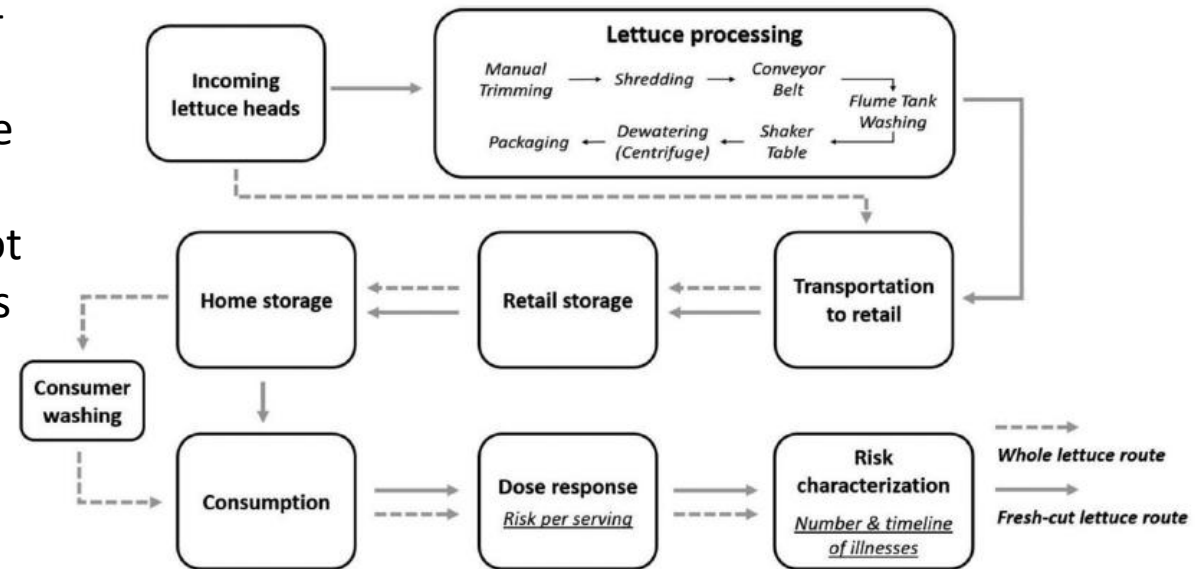 Incoming
lettuce heads
Lettuce processing
Manual
Trimming
Shredding
Conveyor
Belt
Flume Tank
Washing
Shaker
Table
Dewatering
(Centrifuge)
Packaging
Transportation
to retail
Retail storage
Home storage
Consumer
washing
Consumption
Dose response
Risk per serving
Risk
characterization
Number & timeline
of illnesses
Whole lettuce route
Fresh-cut lettuce route